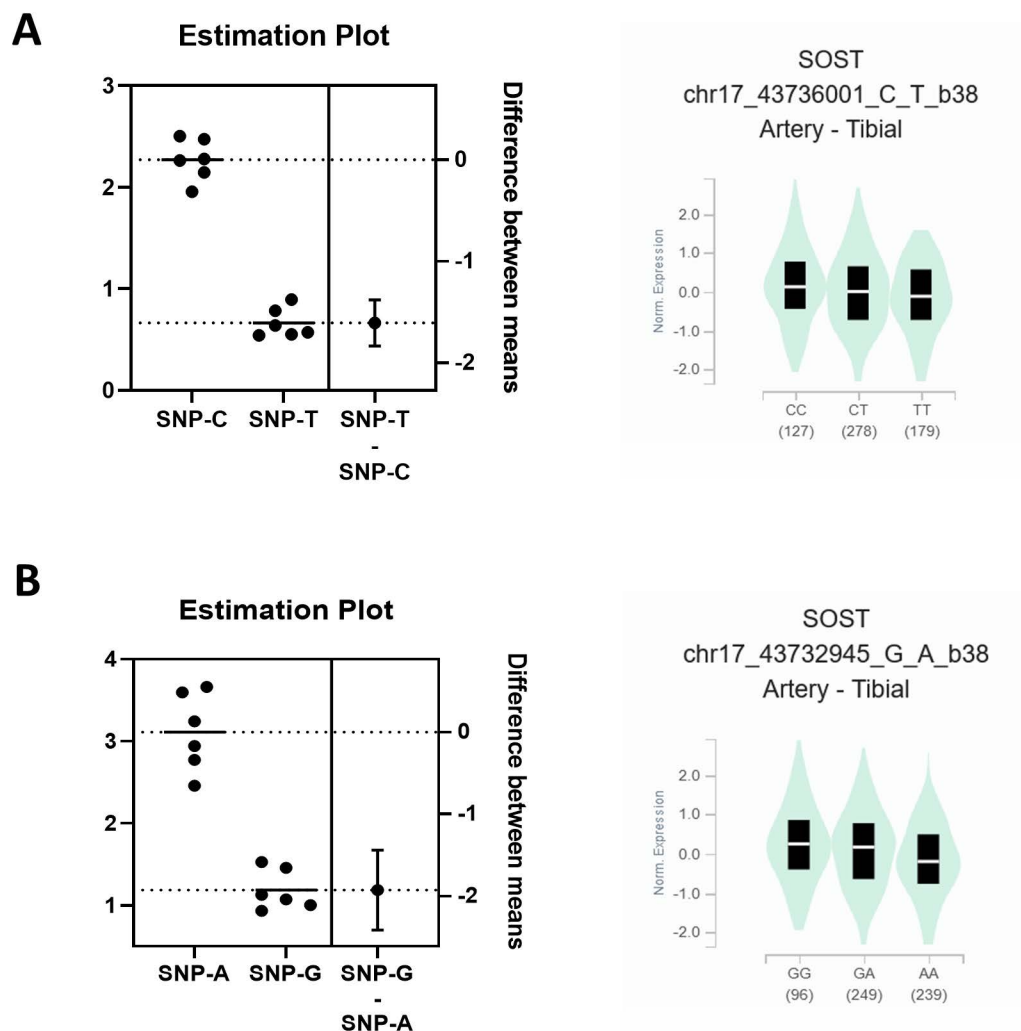 A
Estimation Plot
3
2
1
0
0
-1
-2
Difference between means
SNP-C SNP-T SNP-T
-
SNP-C
SOST
chr17_43736001_C_T_b38
Artery - Tibial
Norm. Expression
2.0
1.0
0.0
-1.0
-2.0
CC CT TT
(127) (278) (179)
B
Estimation Plot
4
3
2
1
0
-1
-2
Difference between means
SNP-A SNP-G SNP-G
-
SNP-A
SOST
chr17_43732945_G_A_b38
Artery - Tibial
Norm. Expression
2.0
1.0
0.0
-1.0
-2.0
GG GA AA
(96) (249) (239)